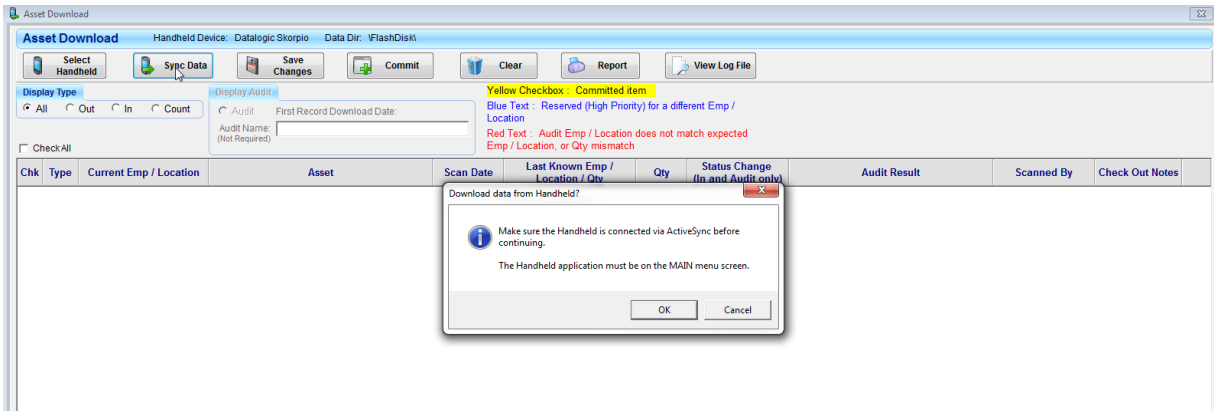 Asset Download
Asset Download Handheld Device: Datalogic Skorpio Data Dir: \FlashDisk\
Select Handheld
Sync Data
Save Changes
Commit
Clear
Report
View Log File
Display Type
All Out In Count
Check All
Display Audit
Audit First Record Download Date:
Audit Name:
(Not Required)
Yellow Checkbox : Committed item
Blue Text : Reserved (High Priority) for a different Emp /
Location
Red Text : Audit Emp / Location does not match expected
Emp / Location, or Qty mismatch
Chk Type Current Emp / Location Asset Scan Date Last Known Emp / Location / Qty Qty Status Change (In and Audit only) Audit Result Scanned By Check Out Notes
Download data from Handheld?
Make sure the Handheld is connected via ActiveSync before
continuing.
The Handheld application must be on the MAIN menu screen.
OK Cancel